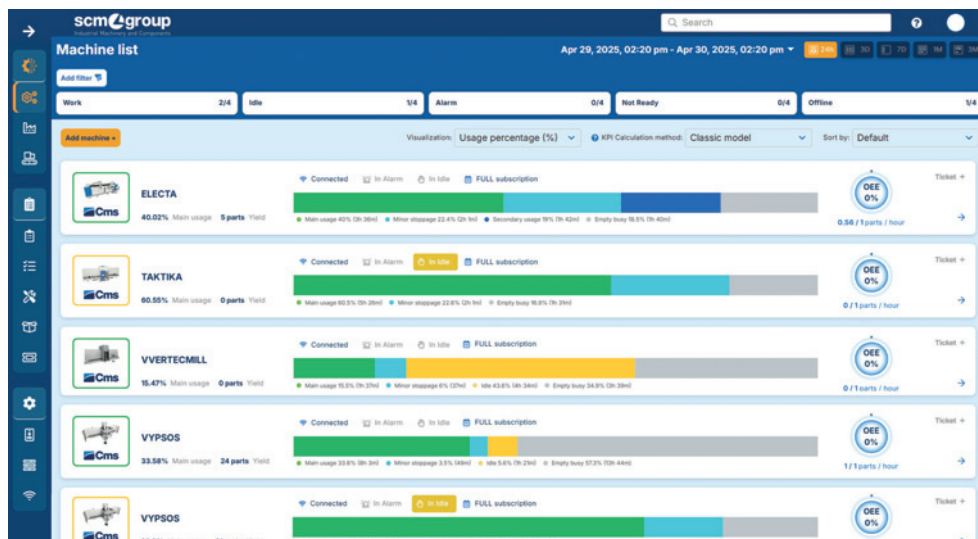 scm group
Industrial Machinery and Components
Search
Machine list
Apr 29, 2025, 02:20 pm - Apr 30, 2025, 02:20 pm
24h
3D
7D
1M
3M
Add filter
Work 2/4
Idle 1/4
Alarm 0/4
Not Ready 0/4
Offline 1/4
Add machine +
Visualization: Usage percentage (%)
KPI Calculation method: Classic model
Sort by: Default
Connected In Alarm In Idle FULL subscription
Ticket +
ELECTA
OEE
0%
Cms
40.02% Main usage 5 parts Yield
Main usage 40% (3h 36m) Minor stoppage 22.4% (2h 1m) Secondary usage 19% (1h 42m) Empty busy 18.5% (1h 40m)
0.56 / 1 parts / hour
Connected In Alarm In Idle FULL subscription
Ticket +
TAKTIKA
OEE
0%
Cms
60.55% Main usage 0 parts Yield
Main usage 60.5% (5h 26m) Minor stoppage 22.6% (2h 1m) Empty busy 16.9% (1h 31m)
0 / 1 parts / hour
Connected In Alarm In Idle FULL subscription
Ticket +
VVERTECMILL
OEE
0%
Cms
15.47% Main usage 0 parts Yield
Main usage 15.5% (1h 37m) Minor stoppage 6% (37m) Idle 43.6% (4h 34m) Empty busy 34.9% (3h 39m)
0 / 1 parts / hour
Connected In Alarm In Idle FULL subscription
Ticket +
VYPSOS
OEE
0%
Cms
33.58% Main usage 24 parts Yield
Main usage 33.6% (8h 3m) Minor stoppage 3.5% (49m) Idle 5.6% (1h 21m) Empty busy 57.3% (13h 44m)
1 / 1 parts / hour
Connected In Alarm In Idle FULL subscription
Ticket +
VYPSOS
OEE
0%
Cms